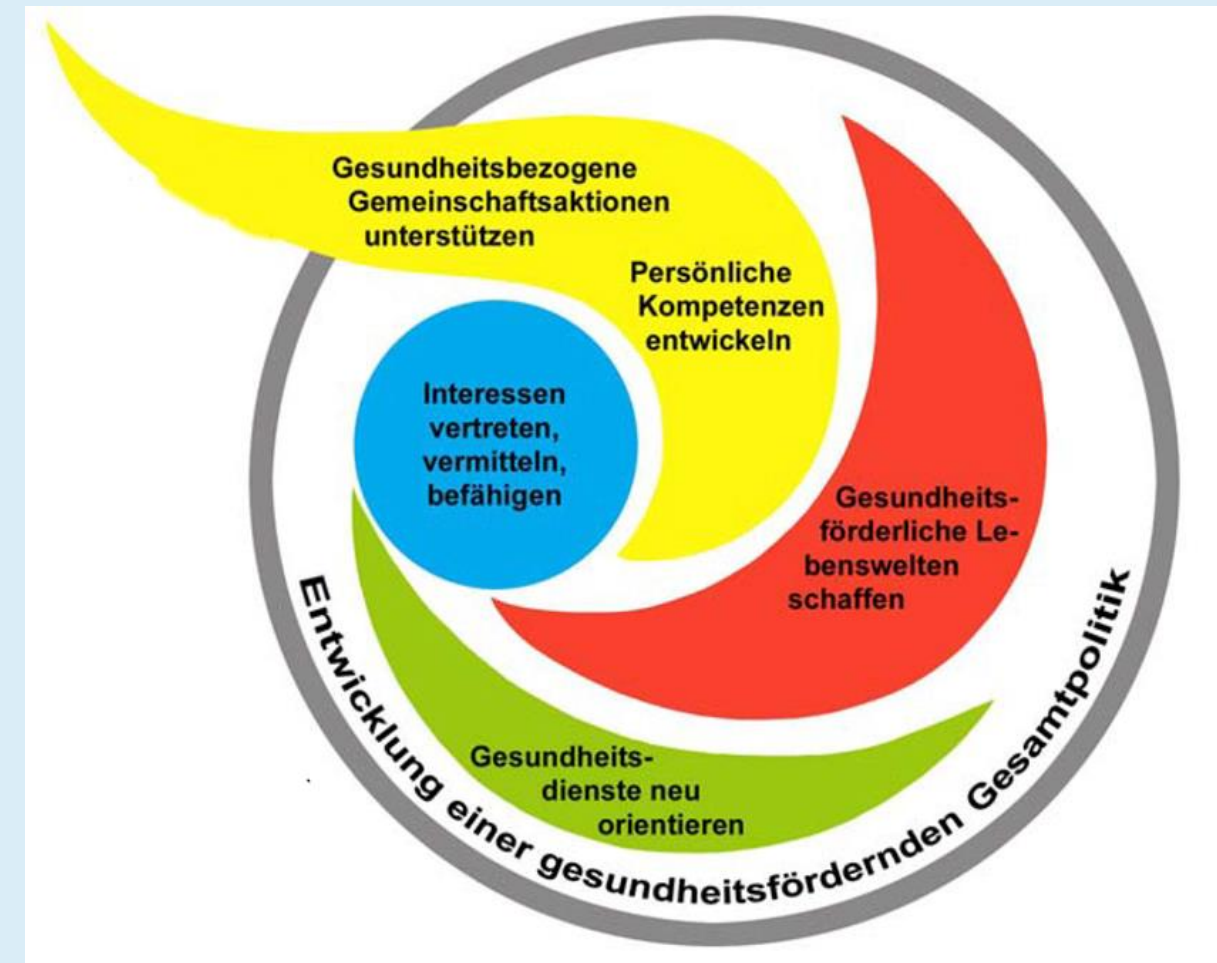 Gesundheitsbezogene
Gemeinschaftsaktionen
unterstützen
Persönliche
Kompetenzen
entwickeln
Interessen
vertreten,
vermitteln,
befähigen
Gesundheits-
förderliche Le-
benswelten
schaffen
Gesundheits-
dienste neu
orientieren
Entwicklung einer gesundheitsfördernden Gesamtpolitik